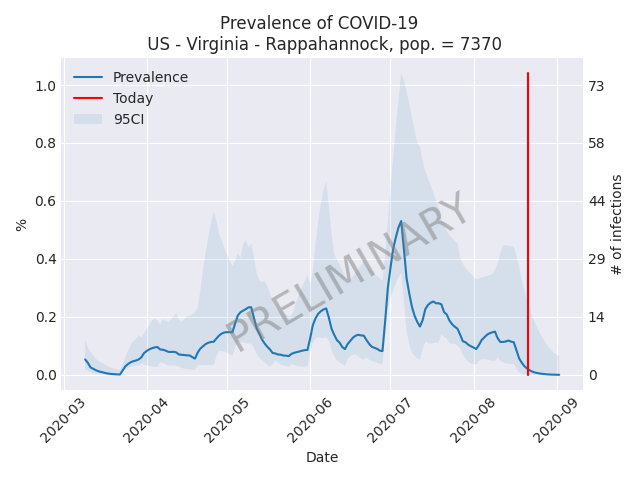 Prevalence of COVID-19
US - Virginia - Rappahannock, pop. = 7370
Prevalence
Today
95CI
PRELIMINARY
%
1.0
0.8
0.6
0.4
0.2
0.0
73
58
44
29
14
0
# of infections
2020-03
2020-04
2020-05
2020-06
2020-07
2020-08
2020-09
Date